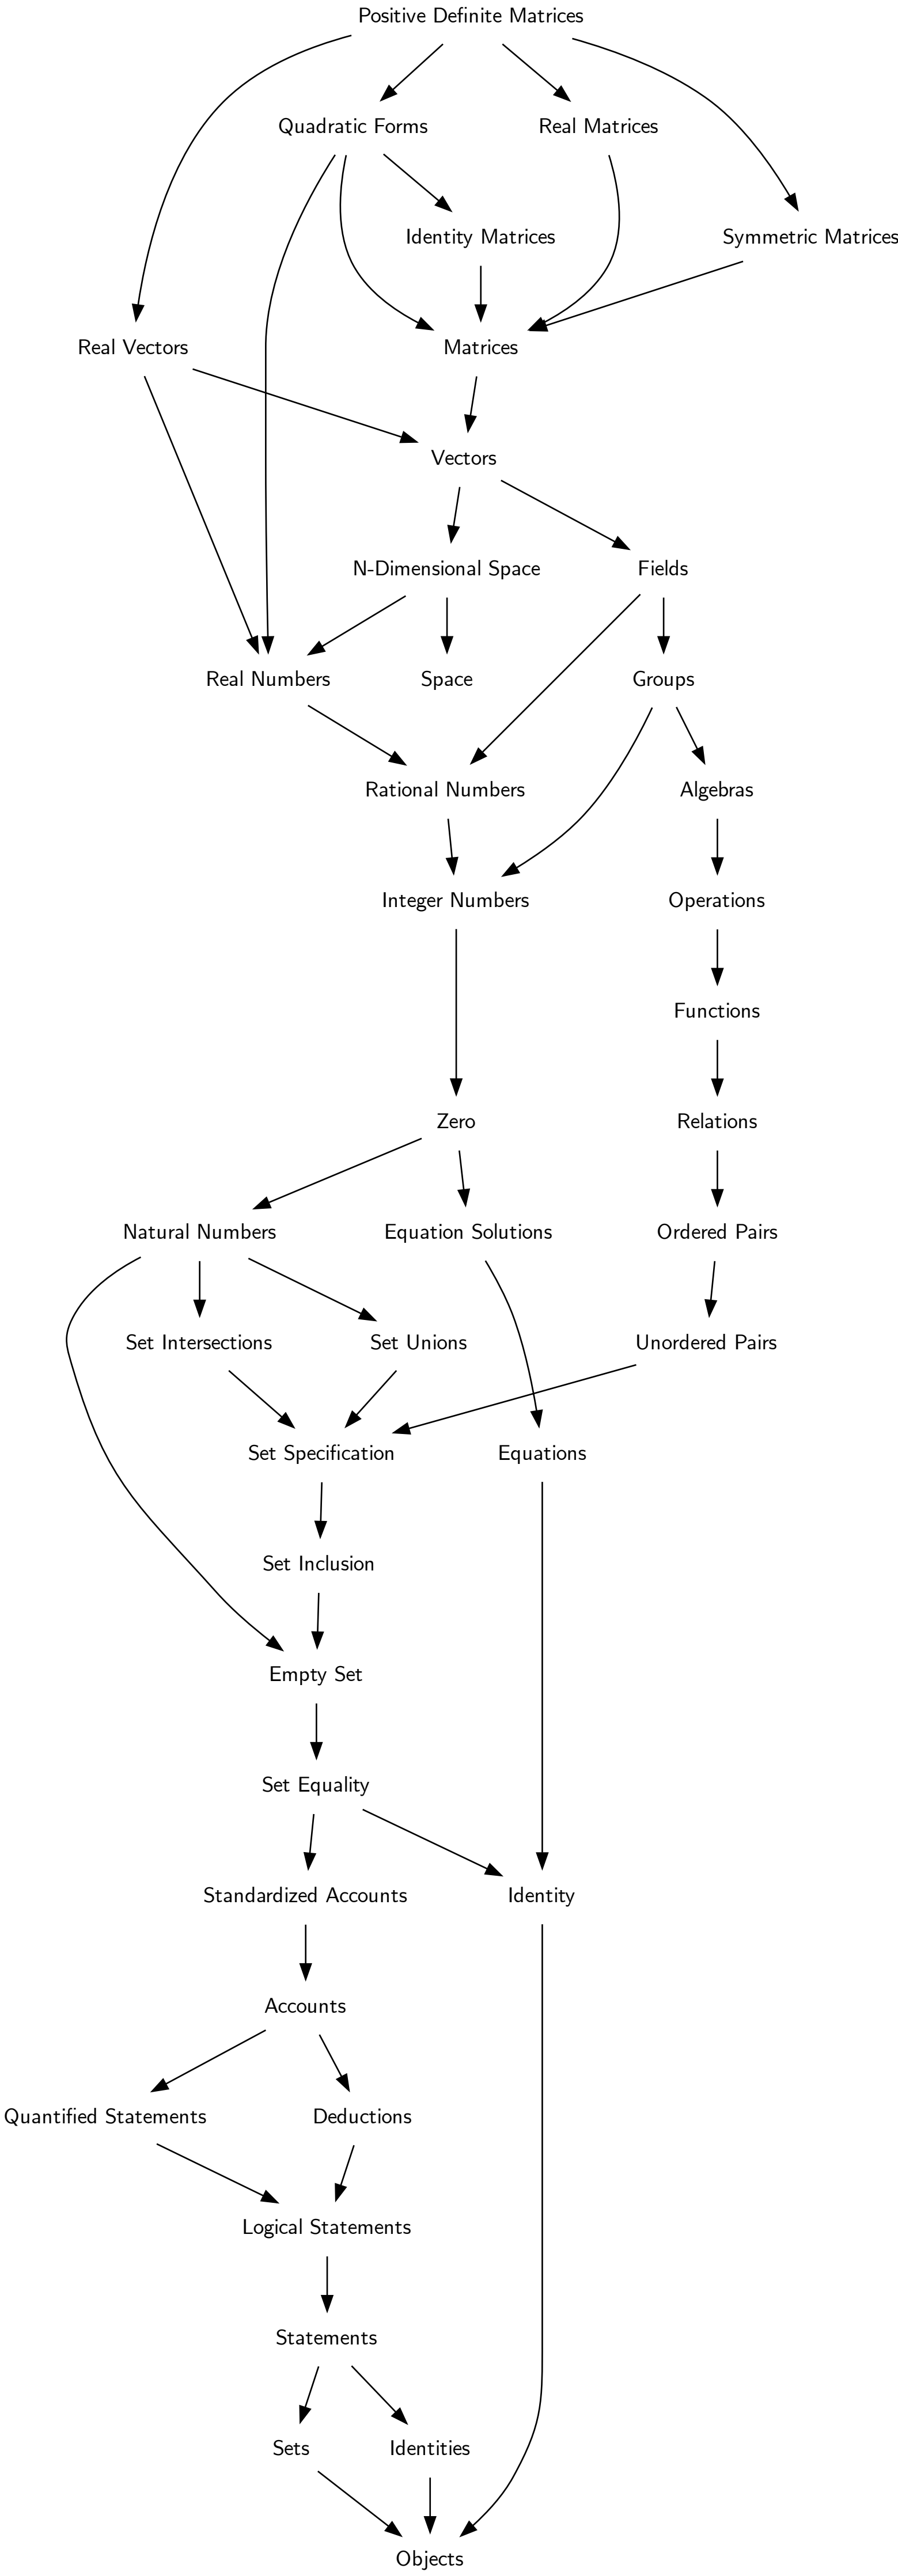 Positive Definite Matrices
Quadratic Forms
Real Matrices
Identity Matrices
Symmetric Matrices
Real Vectors
Matrices
Vectors
N-Dimensional Space
Fields
Real Numbers
Space
Groups
Rational Numbers
Algebras
Integer Numbers
Operations
Functions
Zero
Relations
Natural Numbers
Equation Solutions
Ordered Pairs
Set Intersections
Set Unions
Unordered Pairs
Set Specification
Equations
Set Inclusion
Empty Set
Set Equality
Standardized Accounts
Identity
Accounts
Quantified Statements
Deductions
Logical Statements
Statements
Sets
Identities
Objects